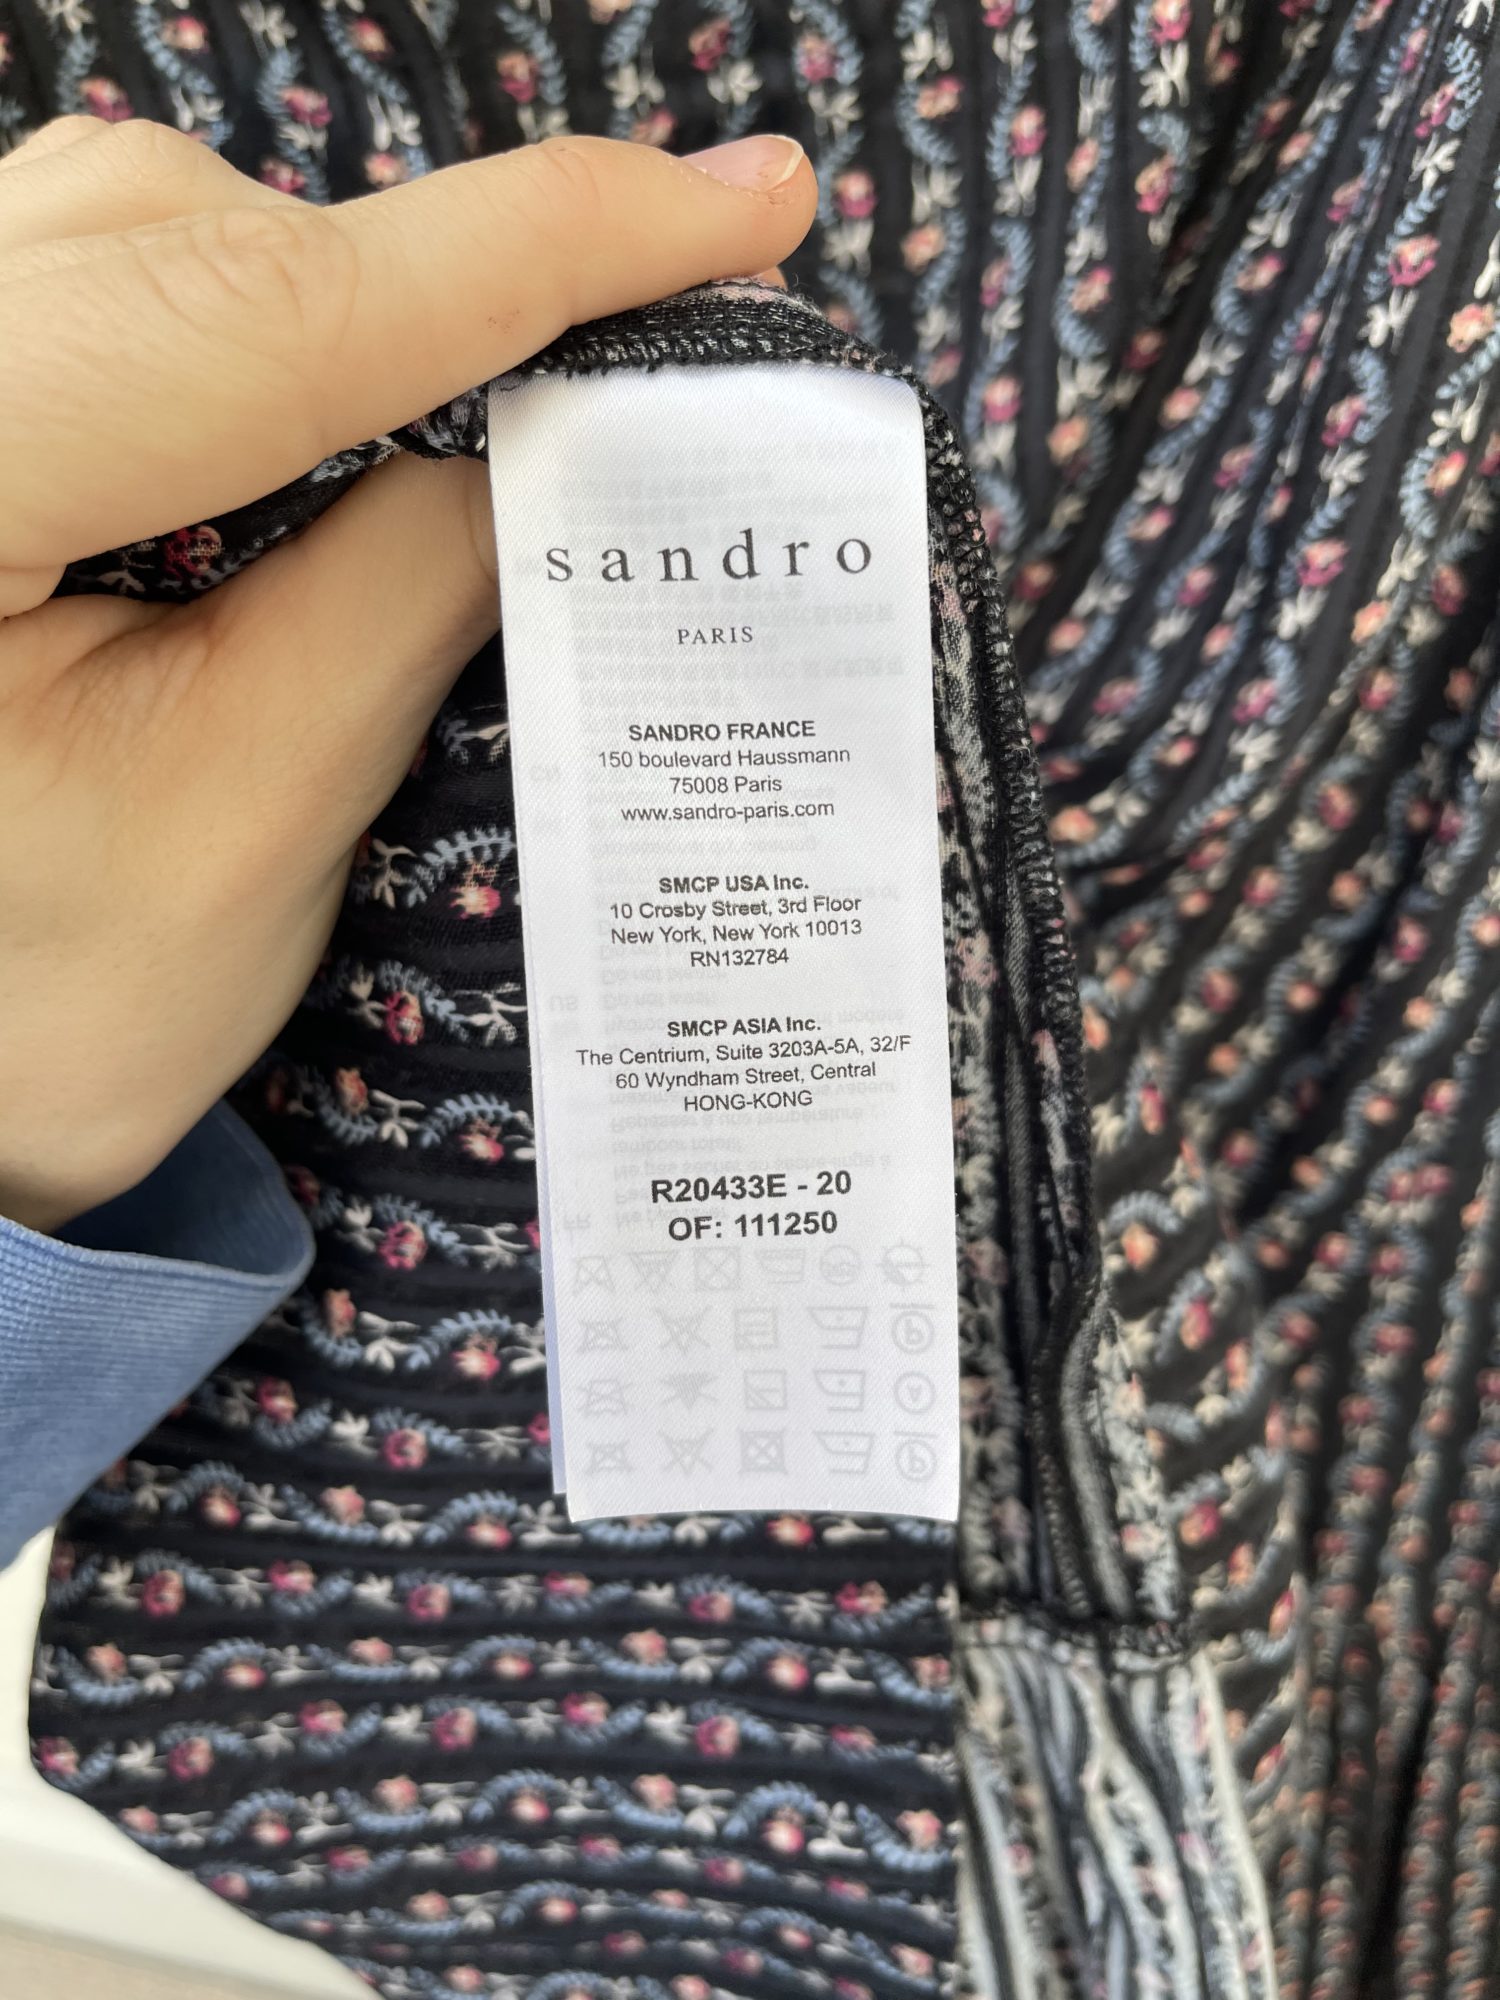 sandro
PARIS
SANDRO FRANCE
150 boulevard Haussmann
75008 Paris
www.sandro-paris.com
SMCP USA Inc.
10 Crosby Street, 3rd Floor
New York, New York 10013
RN132784
SMCP ASIA Inc.
The Centrium, Suite 3203A-5A, 32/F
60 Wyndham Street, Central
HONG-KONG
R20433E - 20
OF: 111250